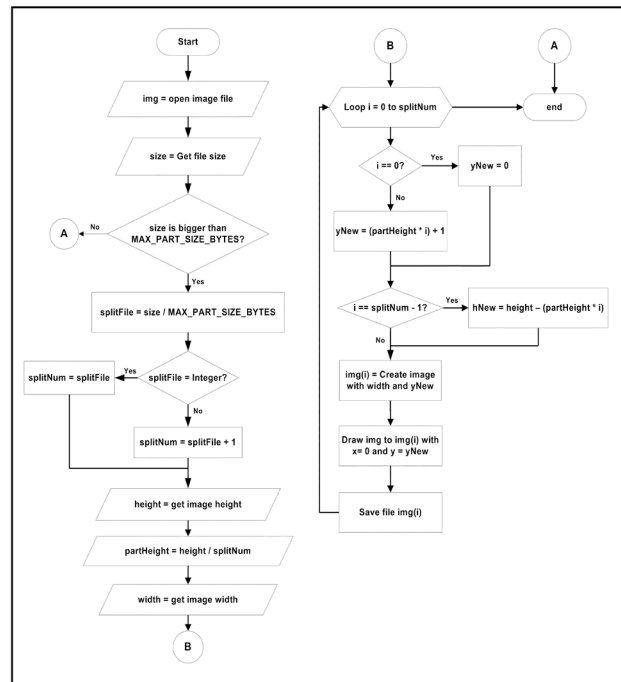 Start
img = open image file
size = Get file size
size is bigger than
MAX_PART_SIZE_BYTES?
No
A
Yes
splitFile = size / MAX_PART_SIZE_BYTES
splitFile = Integer?
Yes
splitNum = splitFile
No
splitNum = splitFile + 1
height = get image height
partHeight = height / splitNum
width = get image width
B
B
A
Loop i = 0 to splitNum
end
i == 0?
Yes
yNew = 0
No
yNew = (partHeight * i) + 1
i == splitNum - 1?
Yes
hNew = height – (partHeight * i)
No
img(i) = Create image
with width and yNew
Draw img to img(i) with
x= 0 and y = yNew
Save file img(i)